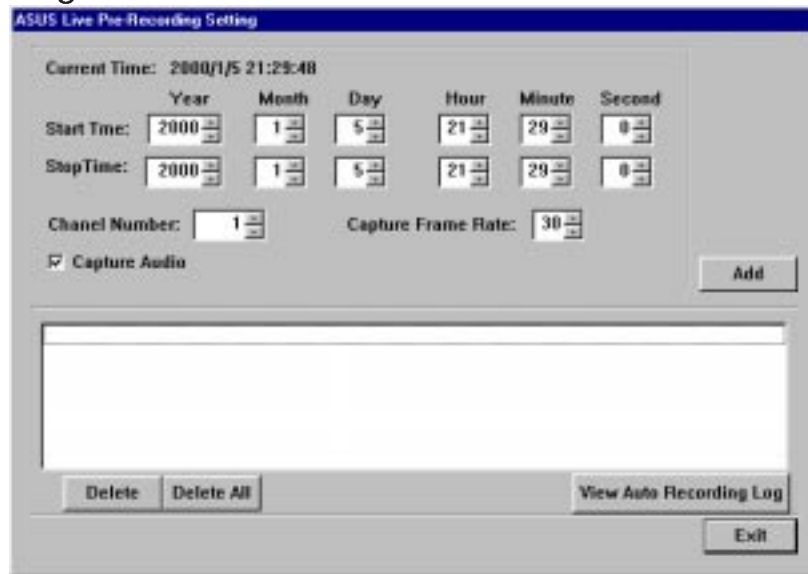 ASUS Live Pre-Recording Setting
Current Time: 2000/1/5 21:29:48
Year Month Day Hour Minute Second
Start Tme: 2000 1 5 21 29 0
StopTime: 2000 1 5 21 29 0
Chanel Number: 1 Capture Frame Rate: 30
Capture Audio
Add
Delete Delete All View Auto Recording Log
Exit